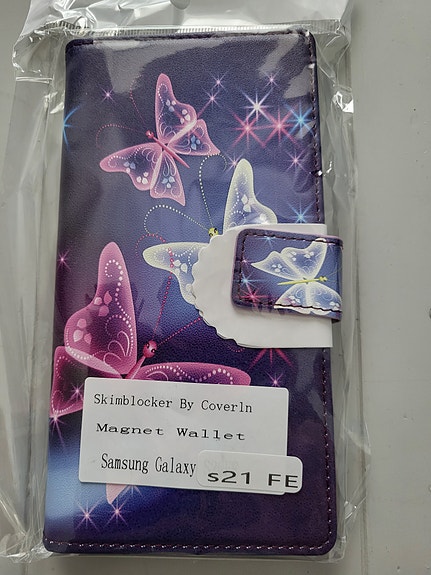 Skimblocker By Coverln
Magnet Wallet
Samsung Galaxy s21 FE